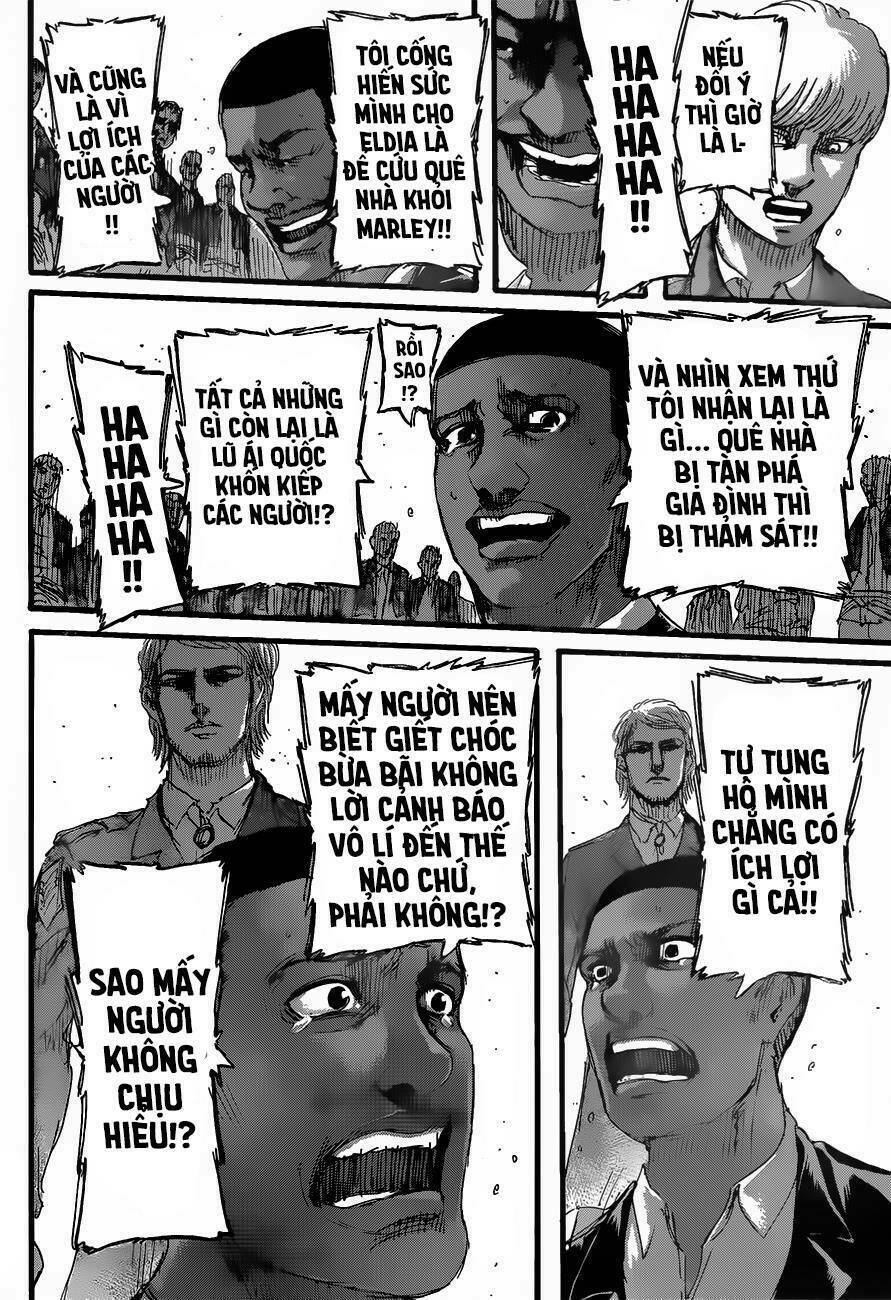 NẾU
ĐỔI Ý
THÌ GIỜ
LÀ L-
HA
HA
HA
HA
!!
TÔI CỐNG
HIẾN SỨC
MÌNH CHO
ELDIA LÀ
ĐỂ CỨU QUÊ
NHÀ KHỎI
MARLEY!!
VÀ CŨNG
LÀ VÌ
LỢI ÍCH
CỦA CÁC
NGƯỜI
!!
VÀ NHÌN XEM THỨ
TÔI NHẬN LẠI LÀ
GÌ... QUÊ NHÀ
BỊ TÀN PHÁ
GIA ĐÌNH THÌ
BỊ THẢM SÁT!!
RỒI
SAO
!?
TẤT CẢ NHỮNG
GÌ CÒN LẠI LÀ
LŨ ÁI QUỐC
KHỐN KIẾP
CÁC NGƯỜI!?
HA
HA
HA
HA
!!
TỰ TUNG
HÔ MÌNH
CHẲNG CÓ
ÍCH LỢI
GÌ CẢ!!
MẤY NGƯỜI NÊN
BIẾT GIẾT CHÓC
BỪA BÃI KHÔNG
LỜI CẢNH BÁO
VÔ LÍ ĐẾN THẾ
NÀO CHỨ,
PHẢI KHÔNG!?
SAO MẤY
NGƯỜI
KHÔNG
CHỊU
HIỂU!?